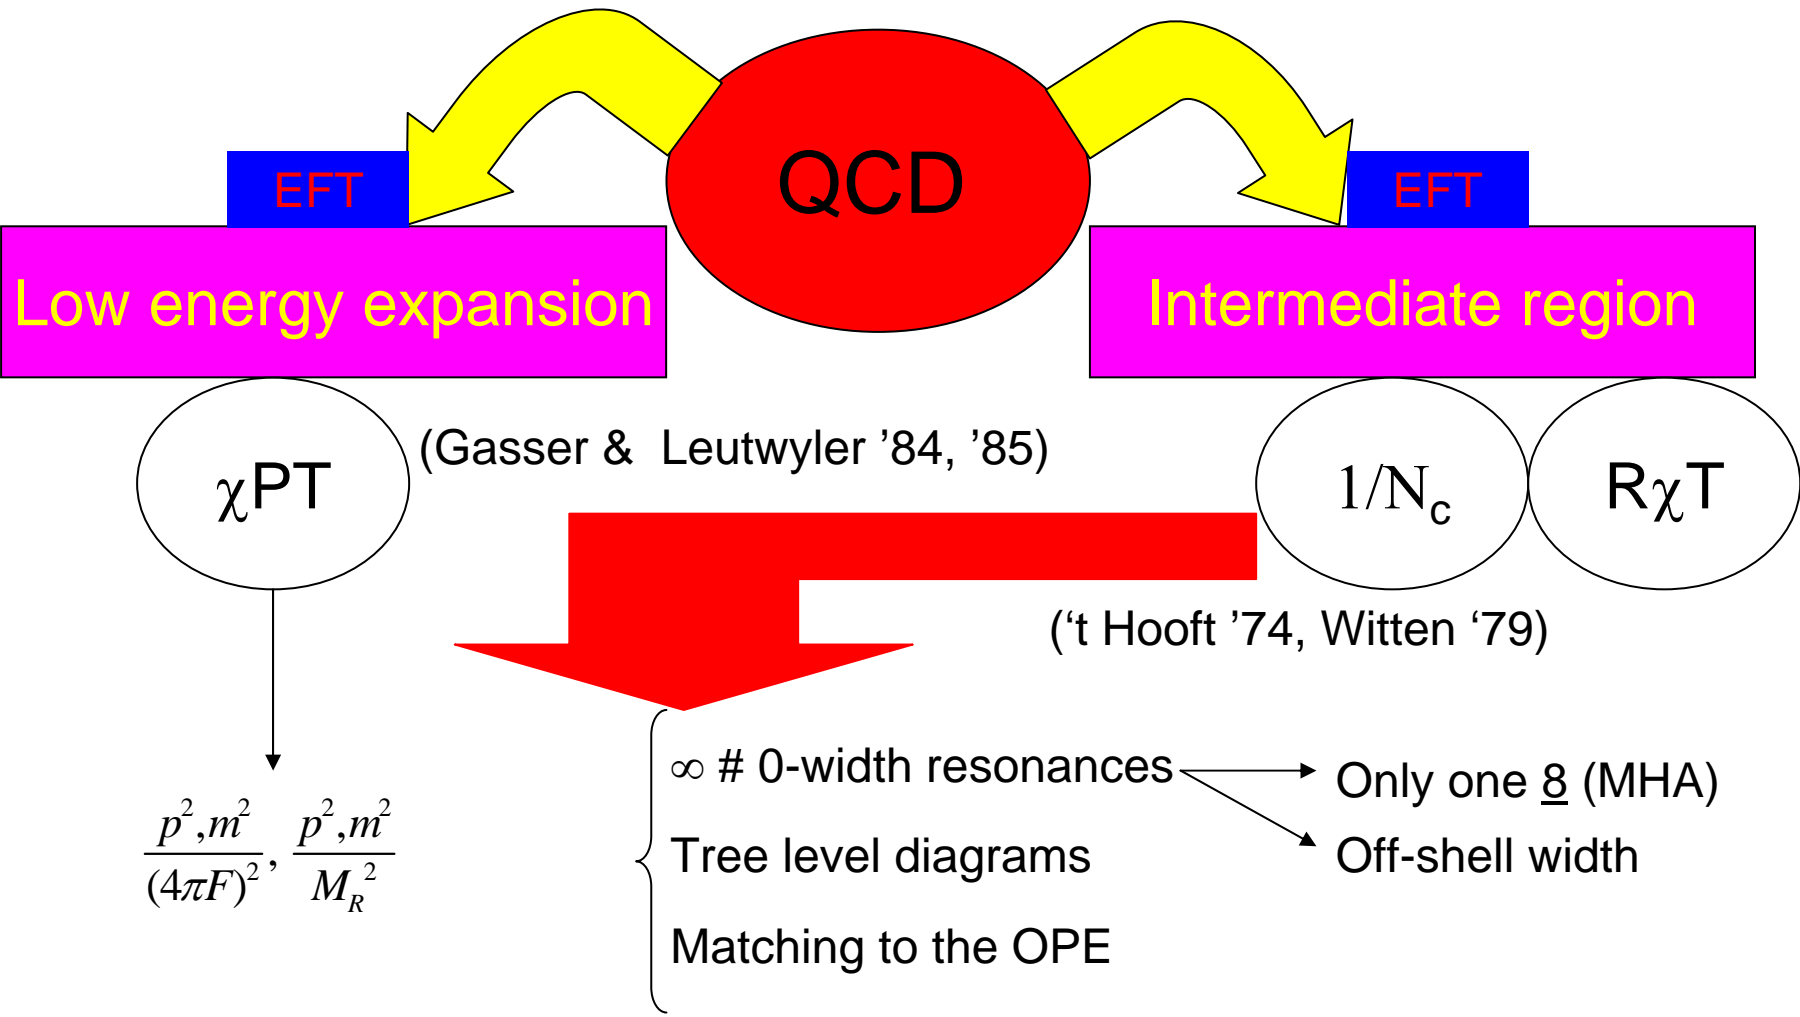 QCD
EFT
EFT
Low energy expansion
Intermediate region
χPT
(Gasser & Leutwyler ’84, ’85)
1/N_c
RχT
(‘t Hooft ’74, Witten ‘79)
∞ # 0-width resonances
Only one 8 (MHA)
Tree level diagrams
Off-shell width
Matching to the OPE
p²,m²/(4πF)², p²,m²/M_R²